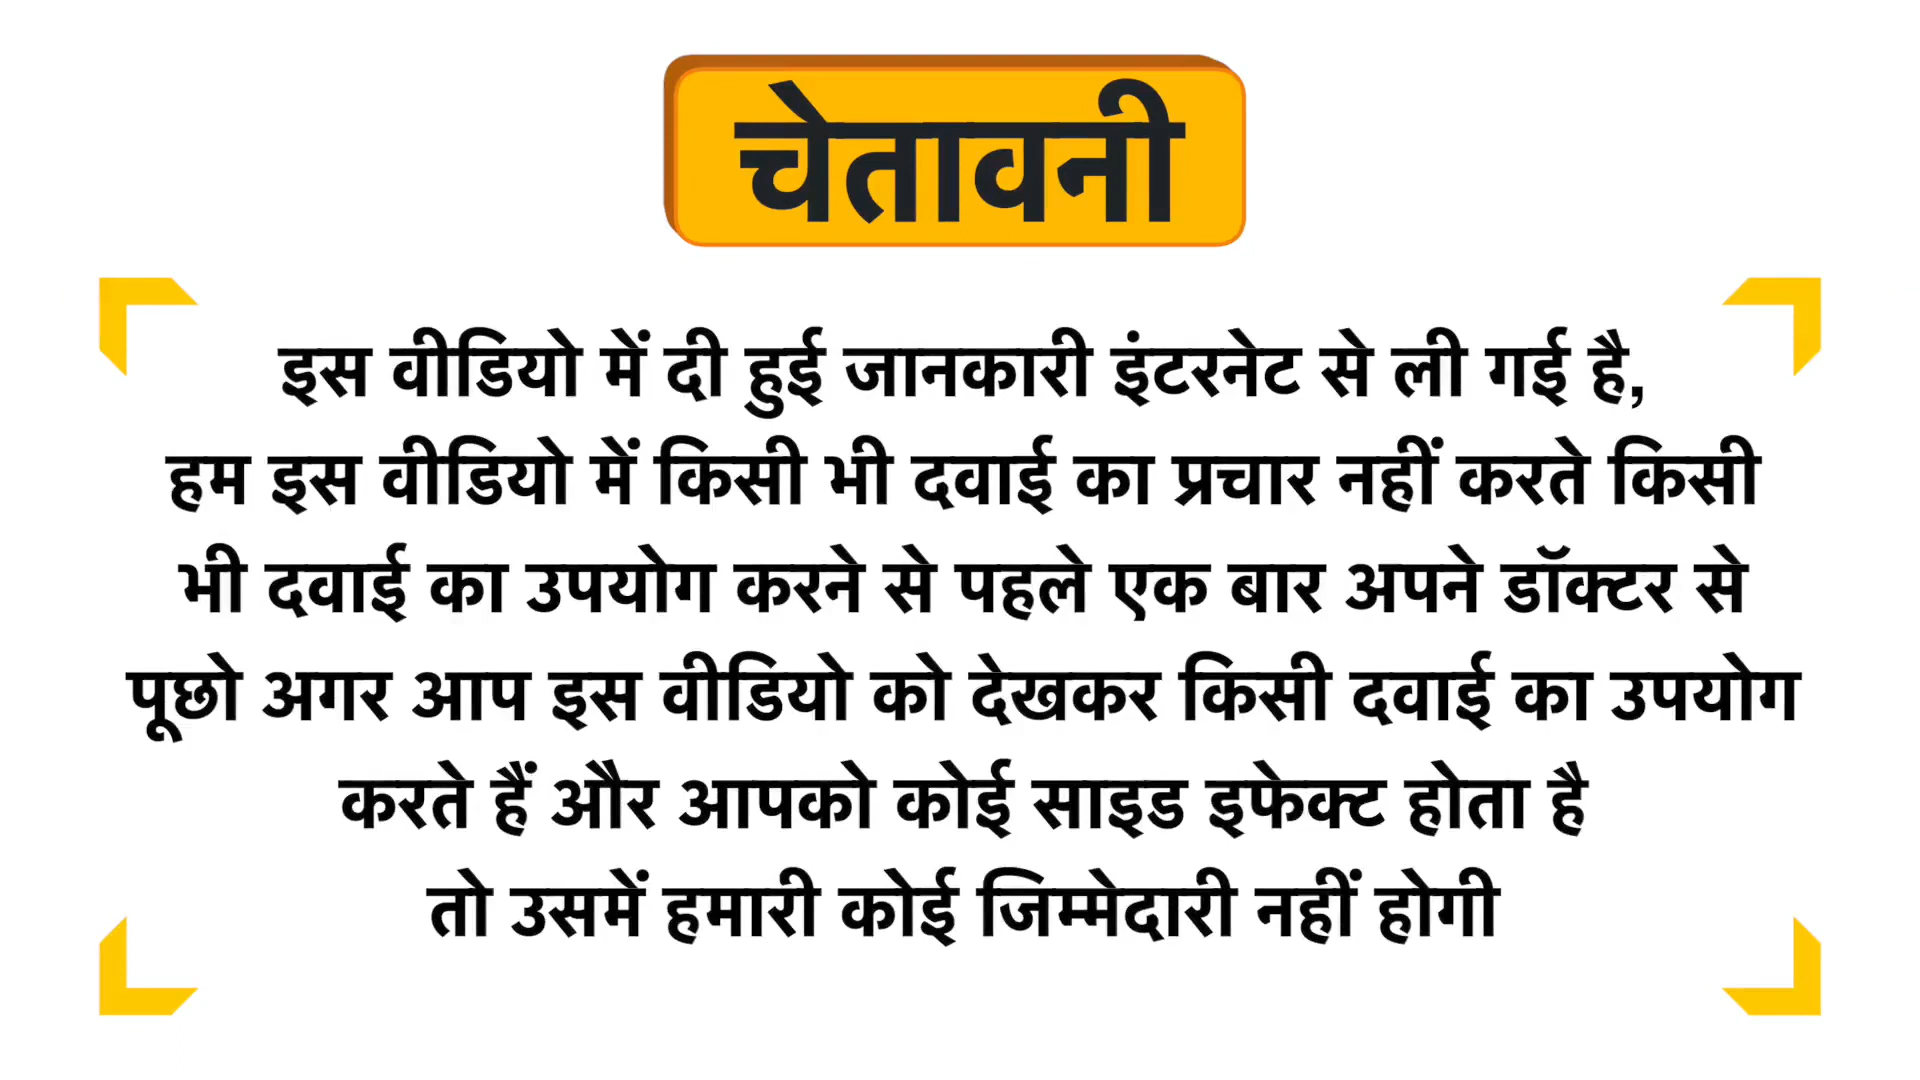 चेतावनी
इस वीडियो में दी हुई जानकारी इंटरनेट से ली गई है,
हम इस वीडियो में किसी भी दवाई का प्रचार नहीं करते किसी
भी दवाई का उपयोग करने से पहले एक बार अपने डॉक्टर से
पूछो अगर आप इस वीडियो को देखकर किसी दवाई का उपयोग
करते हैं और आपको कोई साइड इफेक्ट होता है
तो उसमें हमारी कोई जिम्मेदारी नहीं होगी